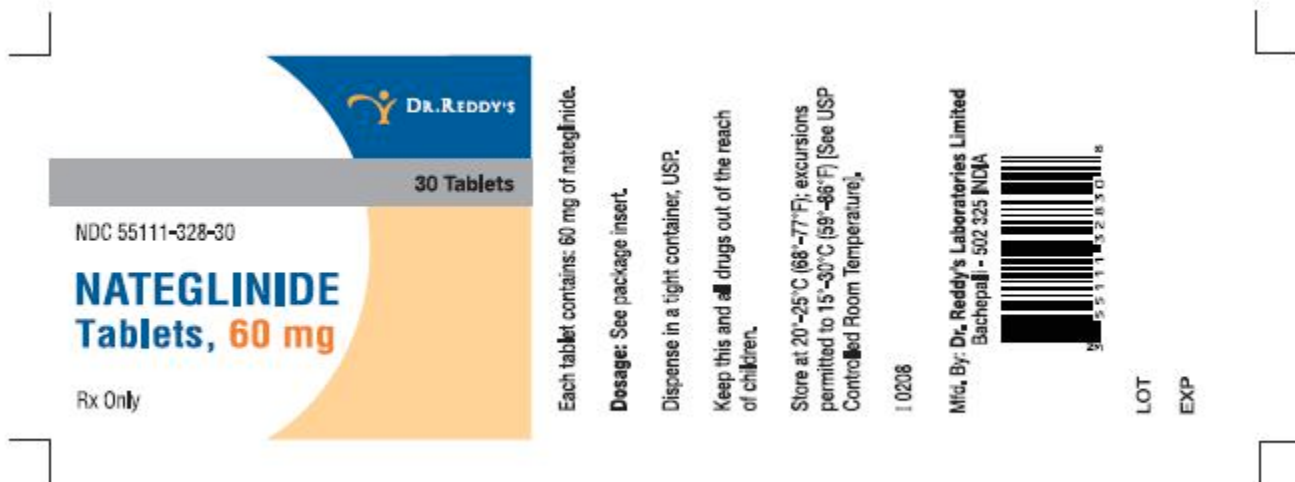 DR.REDDY'S
30 Tablets
NDC 55111-328-30
NATEGLINIDE
Tablets, 60 mg
Rx Only
Each tablet contains: 60 mg of nateglinide.
Dosage: See package insert.
Dispense in a tight container, USP.
Keep this and all drugs out of the reach
of children.
Store at 20°-25°C (68°-77°F); excursions
permitted to 15°-30°C (59°-86°F) [See USP
Controlled Room Temperature].
I 0208
Mfd. By: Dr. Reddy's Laboratories Limited
Bachepalli - 502 325 INDIA
55111 32830 8
LOT
EXP